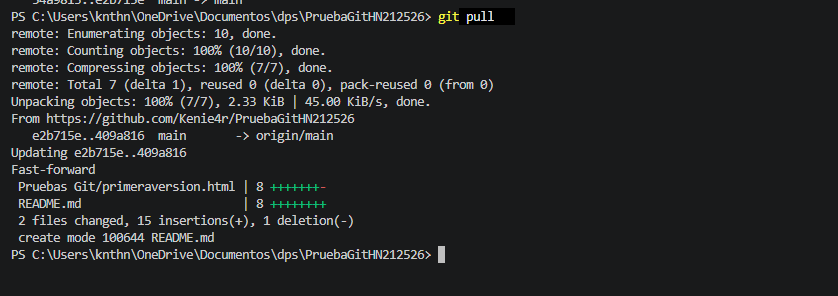 54a9815..e2b715e  main -> main
PS C:\Users\knthn\OneDrive\Documentos\dps\PruebaGitHN212526> git pull
remote: Enumerating objects: 10, done.
remote: Counting objects: 100% (10/10), done.
remote: Compressing objects: 100% (7/7), done.
remote: Total 7 (delta 1), reused 0 (delta 0), pack-reused 0 (from 0)
Unpacking objects: 100% (7/7), 2.33 KiB | 45.00 KiB/s, done.
From https://github.com/Kenie4r/PruebaGitHN212526
   e2b715e..409a816  main       -> origin/main
Updating e2b715e..409a816
Fast-forward
 Pruebas Git/primeraversion.html | 8 +++++++-
 README.md                       | 8 ++++++++
 2 files changed, 15 insertions(+), 1 deletion(-)
 create mode 100644 README.md
PS C:\Users\knthn\OneDrive\Documentos\dps\PruebaGitHN212526>